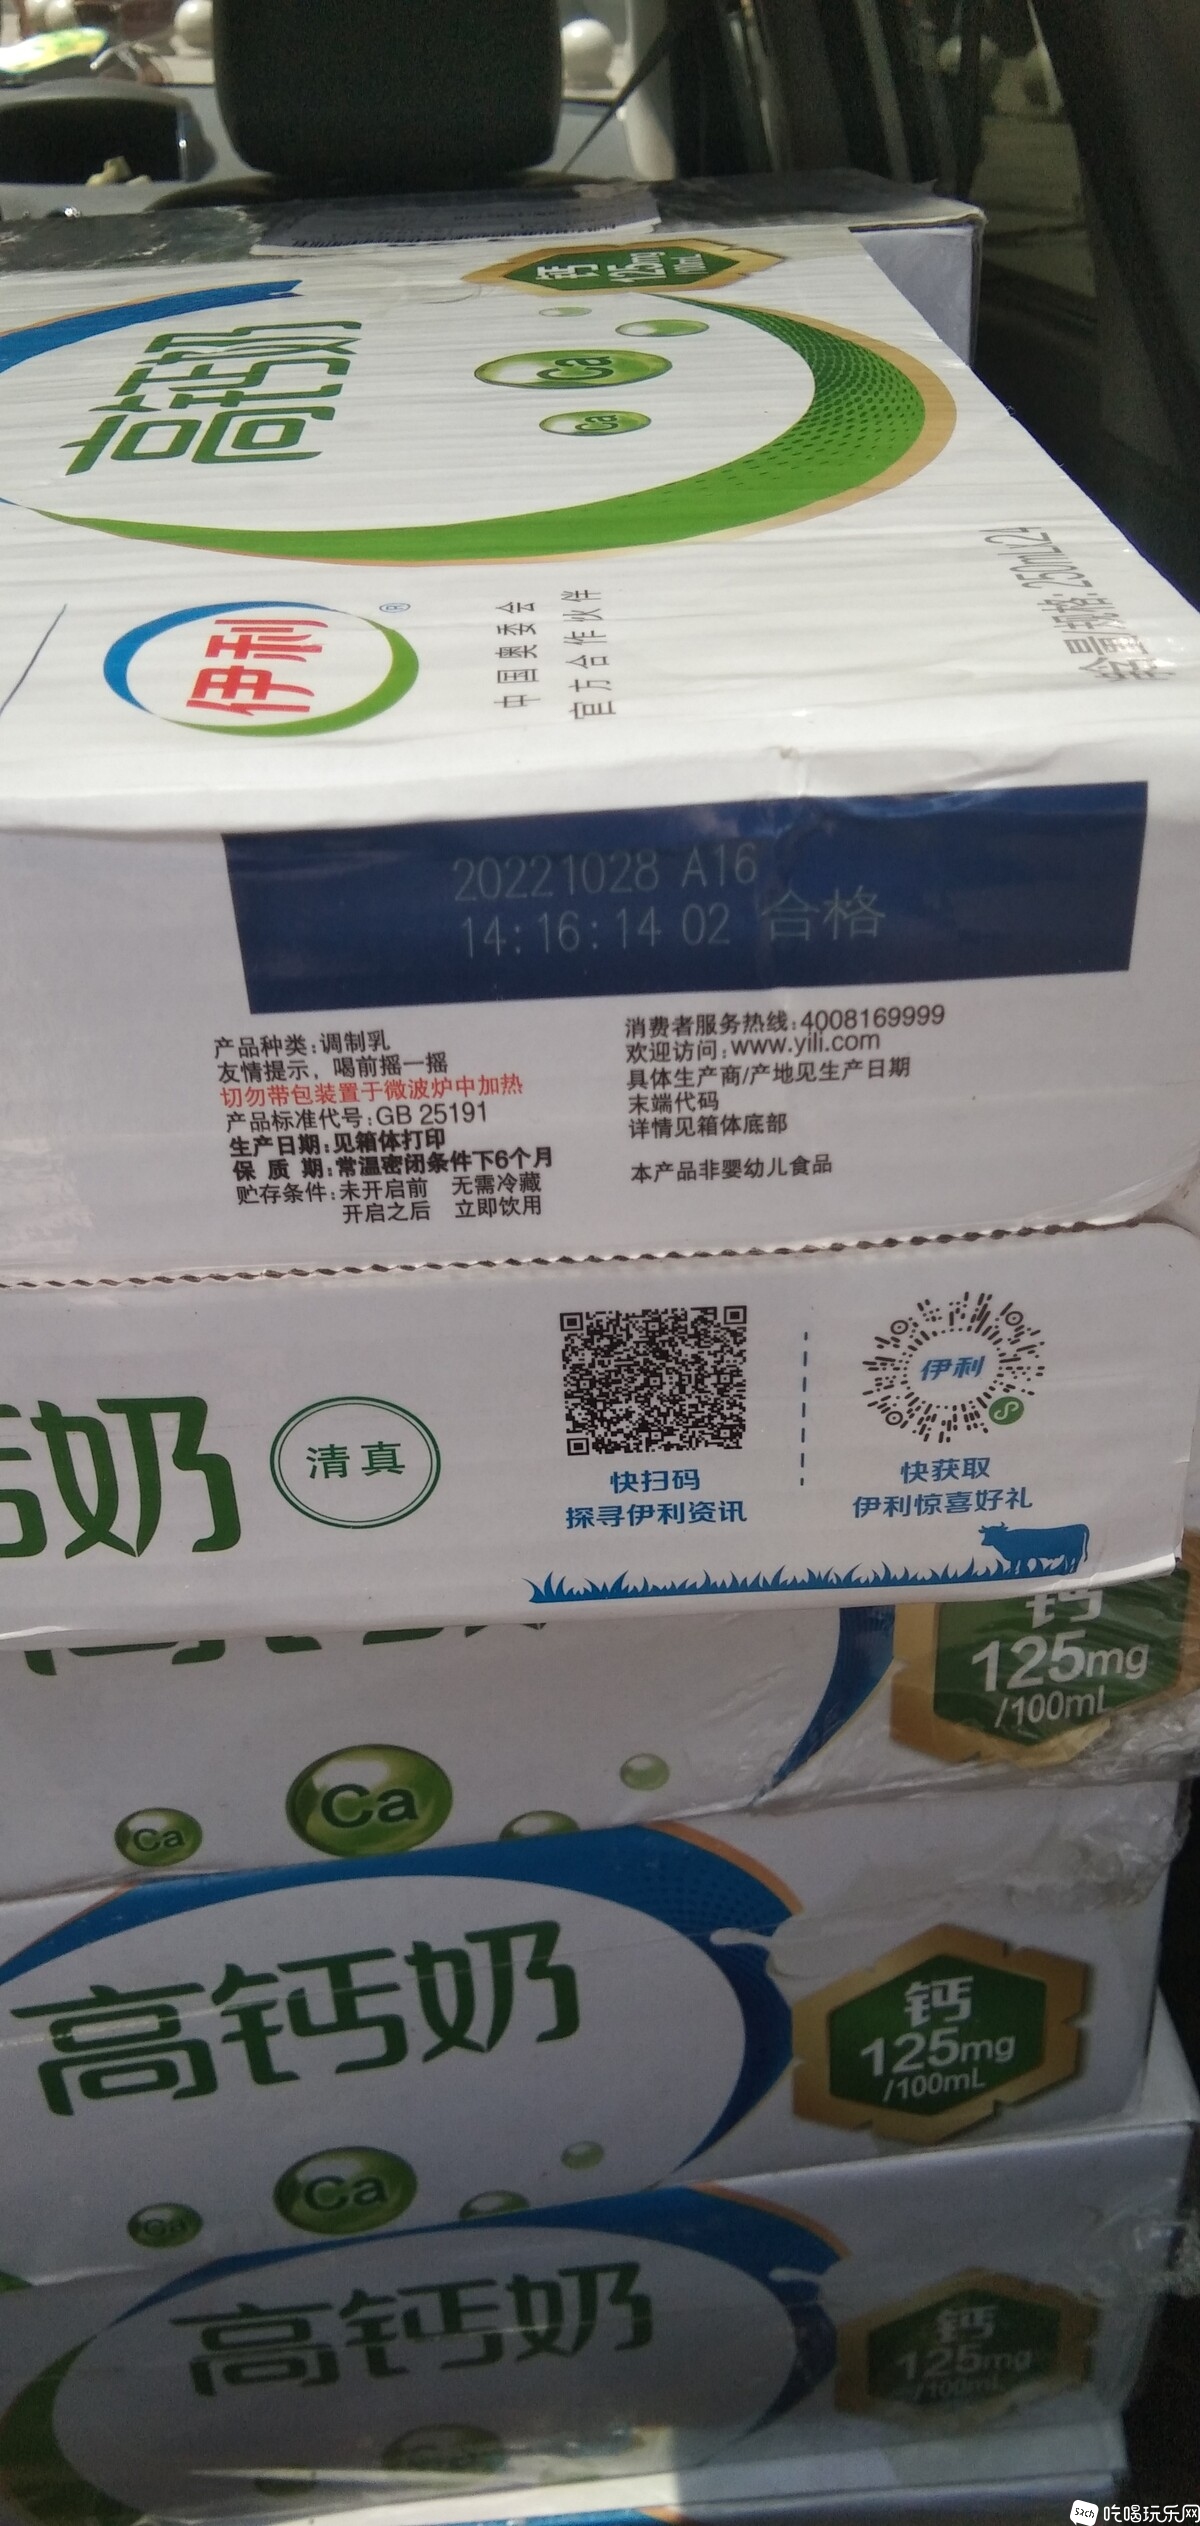 钙
125mg
/100mL
高钙奶
Ca
Ca
伊利
®
中国奥委会
官方合作伙伴
含量/规格:250mLx24
20221028 A16
14:16:14 02 合格
产品种类:调制乳
友情提示，喝前摇一摇
切勿带包装置于微波炉中加热
产品标准代号:GB 25191
生产日期:见箱体打印
保 质 期:常温密闭条件下6个月
贮存条件:未开启前 无需冷藏
开启之后 立即饮用
消费者服务热线:4008169999
欢迎访问:www.yili.com
具体生产商/产地见生产日期
末端代码
详情见箱体底部
本产品非婴幼儿食品
奶
清真
快扫码
探寻伊利资讯
伊利
快获取
伊利惊喜好礼
钙
125mg
/100mL
Ca
Ca
高钙奶
钙
125mg
/100mL
Ca
Ca
高钙奶
钙
125mg
/100mL
Ca
吃喝玩乐网